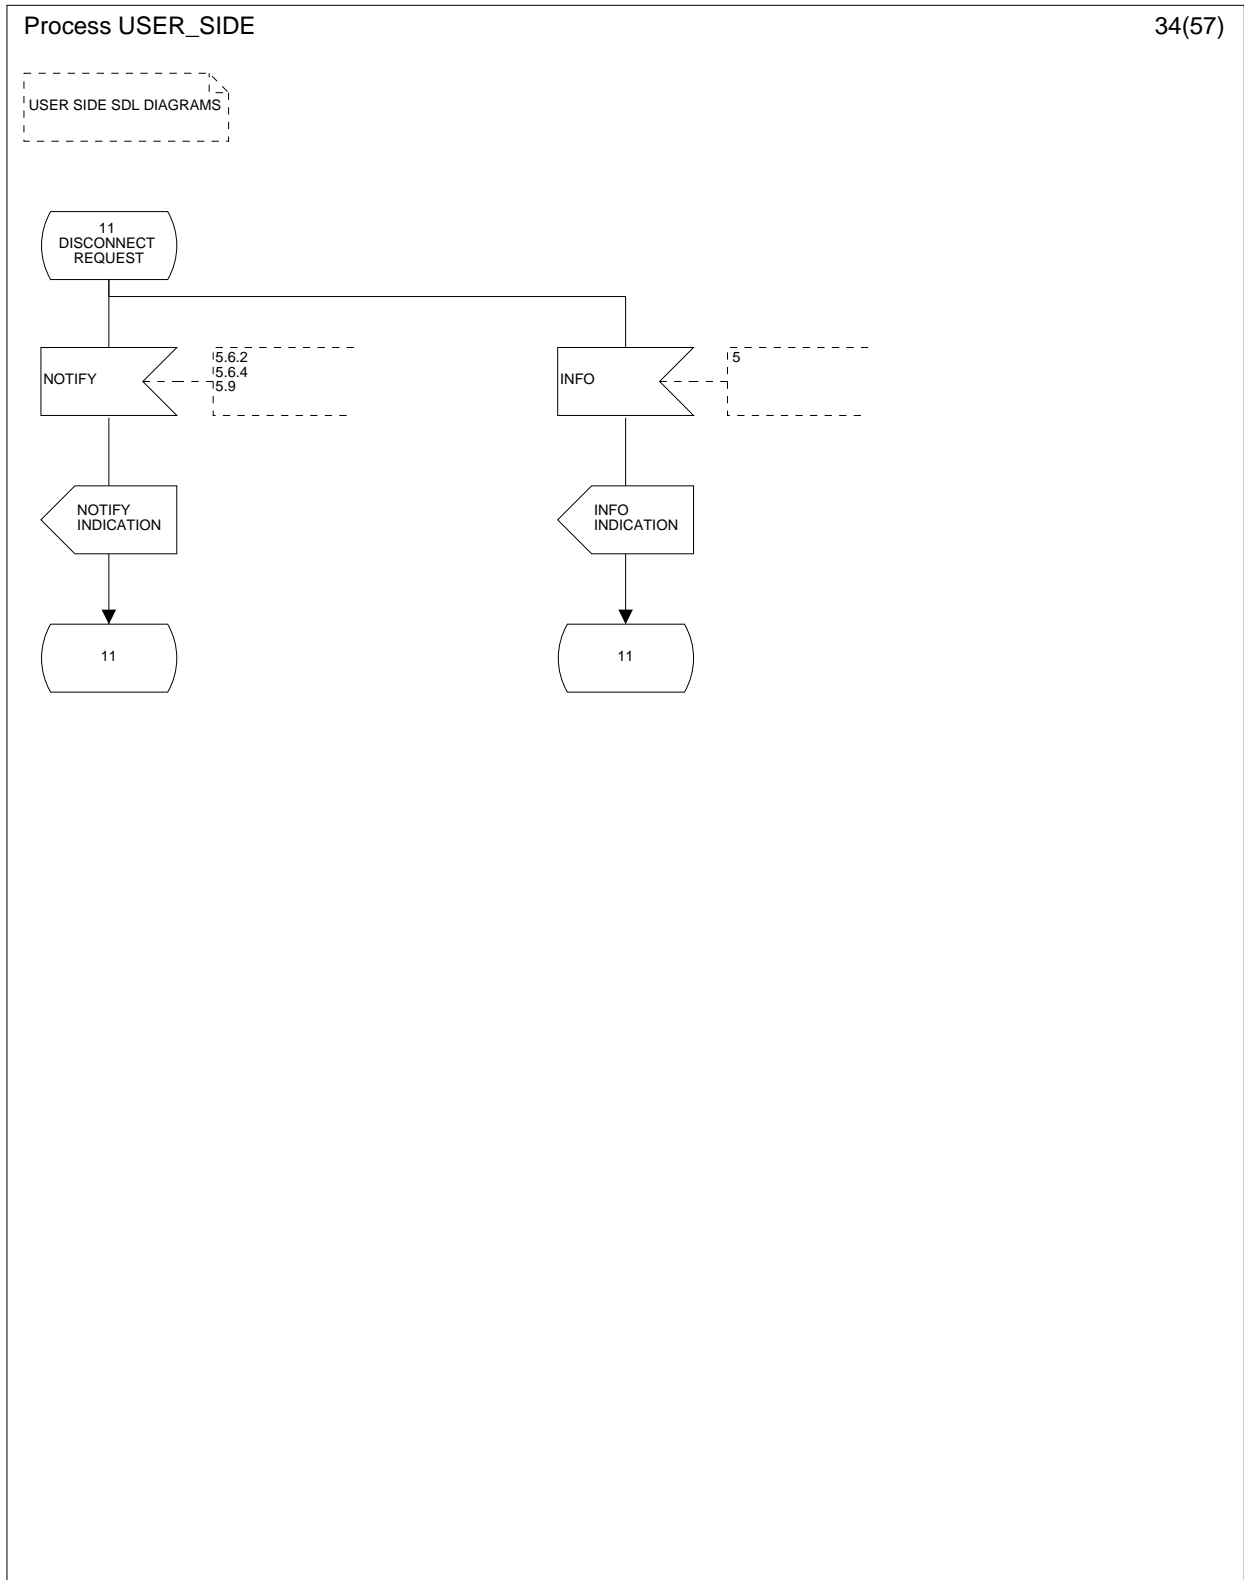 Process USER_SIDE
34(57)
USER SIDE SDL DIAGRAMS
11
DISCONNECT
REQUEST
NOTIFY
5.6.2
5.6.4
5.9
INFO
5
NOTIFY
INDICATION
INFO
INDICATION
11
11